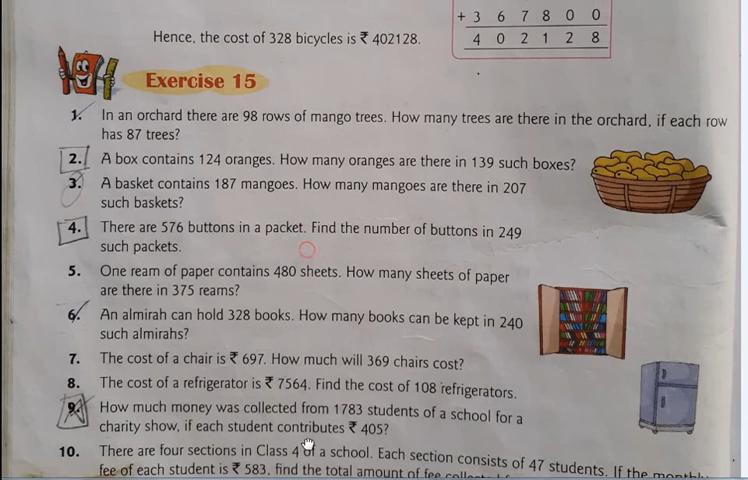 + 3 6 7 8 0 0
4 0 2 1 2 8
Hence, the cost of 328 bicycles is ₹ 402128.
Exercise 15
1. In an orchard there are 98 rows of mango trees. How many trees are there in the orchard, if each row
has 87 trees?
2. A box contains 124 oranges. How many oranges are there in 139 such boxes?
3. A basket contains 187 mangoes. How many mangoes are there in 207
such baskets?
4. There are 576 buttons in a packet. Find the number of buttons in 249
such packets.
5. One ream of paper contains 480 sheets. How many sheets of paper
are there in 375 reams?
6. An almirah can hold 328 books. How many books can be kept in 240
such almirahs?
7. The cost of a chair is ₹ 697. How much will 369 chairs cost?
8. The cost of a refrigerator is ₹ 7564. Find the cost of 108 refrigerators.
9. How much money was collected from 1783 students of a school for a
charity show, if each student contributes ₹ 405?
10. There are four sections in Class 4 of a school. Each section consists of 47 students. If the monthly
fee of each student is ₹ 583, find the total amount of fee